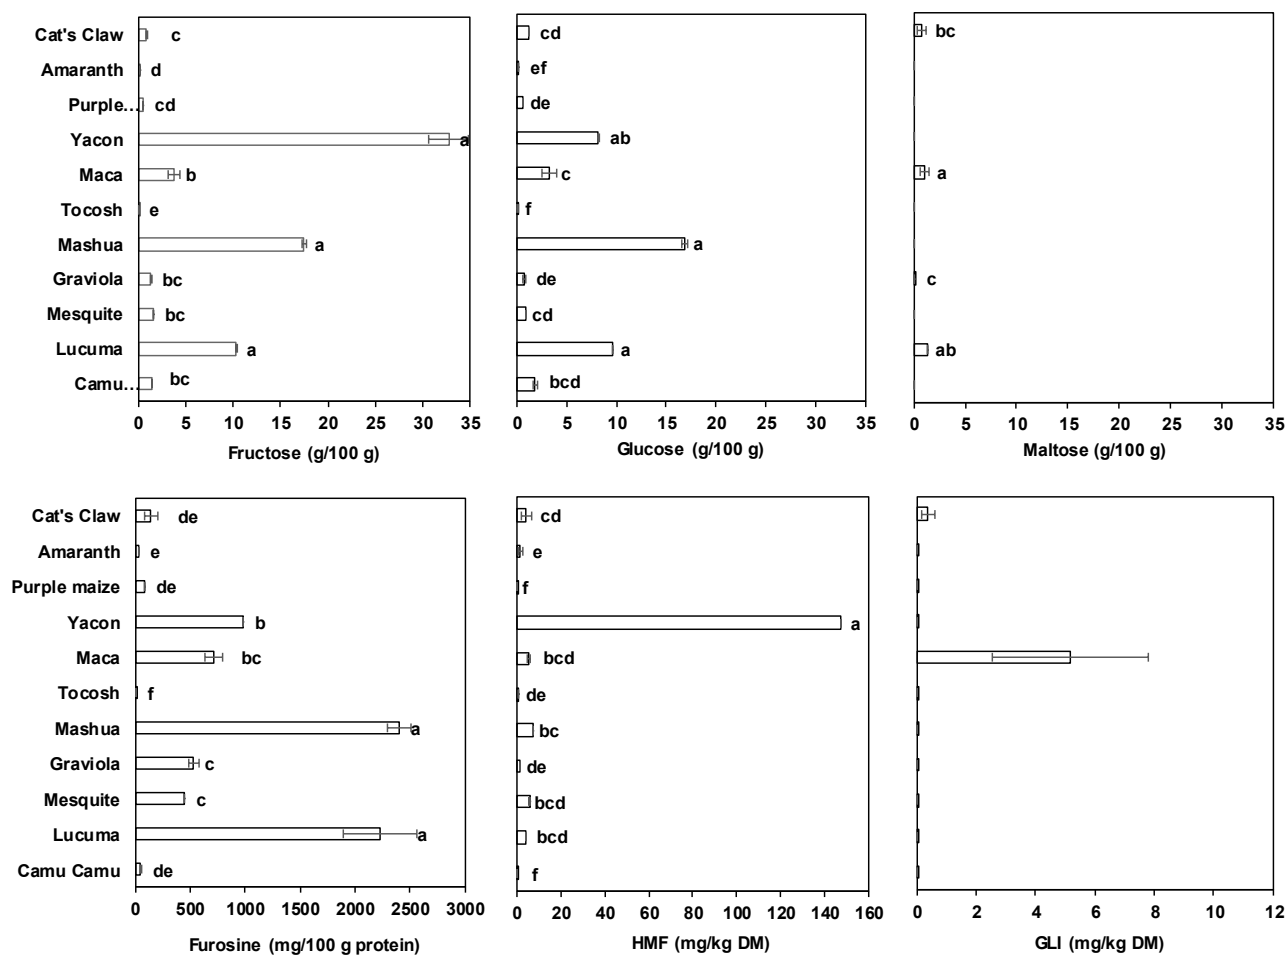 Cat's Claw c cd bc
Amaranth d ef
Purple... cd de
Yacon a ab
Maca b c a
Tocosh e f
Mashua a a
Graviola bc de c
Mesquite bc cd
Lucuma a a ab
Camu... bc bcd
0 5 10 15 20 25 30 35 0 5 10 15 20 25 30 35 0 5 10 15 20 25 30 35
Fructose (g/100 g) Glucose (g/100 g) Maltose (g/100 g)
Cat's Claw de cd
Amaranth e e
Purple maize de f
Yacon b a
Maca bc bcd
Tocosh f de
Mashua a bc
Graviola c de
Mesquite c bcd
Lucuma a bcd
Camu Camu de f
0 500 1000 1500 2000 2500 3000 0 20 40 60 80 100 120 140 160 0 2 4 6 8 10 12
Furosine (mg/100 g protein) HMF (mg/kg DM) GLI (mg/kg DM)